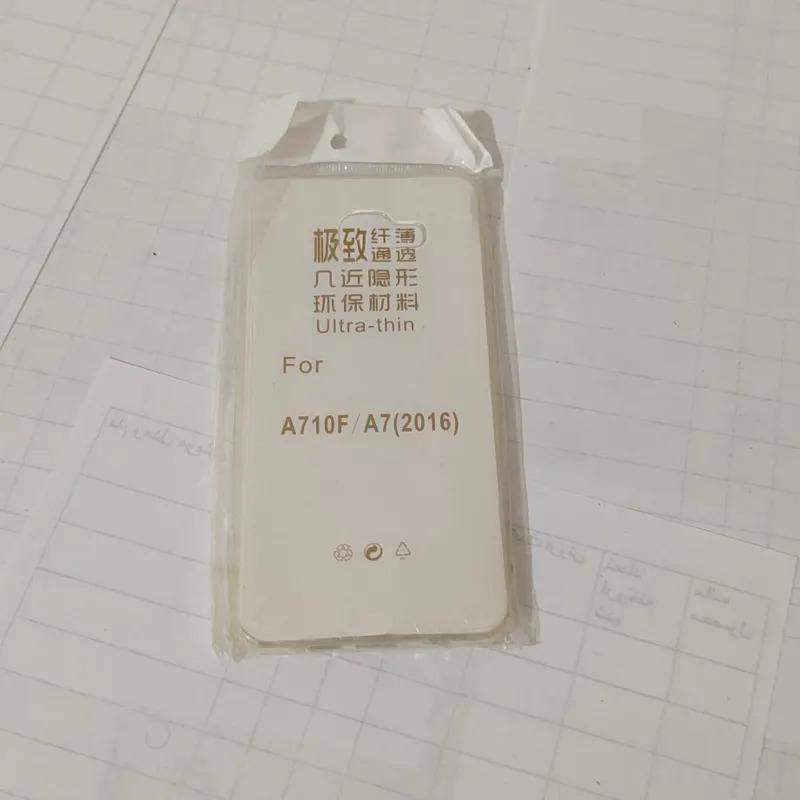 极致 纤薄
通透
几近隐形
环保材料
Ultra-thin
For
A710F/A7(2016)